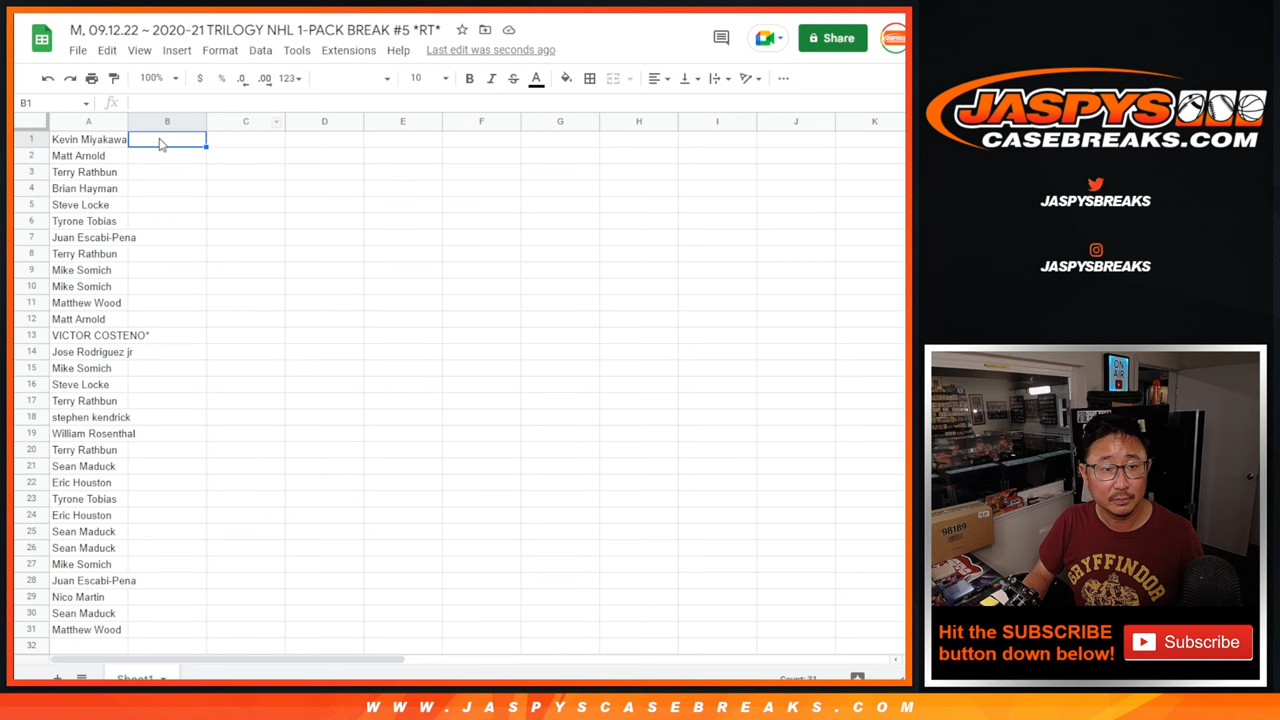 M, 09.12.22 ~ 2020-21 TRILOGY NHL 1-PACK BREAK #5 *RT*
File Edit View Insert Format Data Tools Extensions Help Last edit was seconds ago
Share
100% $ % .0 .00 123 10 B I S A
B1 fx
A B C D E F G H I J K
1 Kevin Miyakawa
2 Matt Arnold
3 Terry Rathbun
4 Brian Hayman
5 Steve Locke
6 Tyrone Tobias
7 Juan Escabi-Pena
8 Terry Rathbun
9 Mike Somich
10 Mike Somich
11 Matthew Wood
12 Matt Arnold
13 VICTOR COSTENO*
14 Jose Rodriguez jr
15 Mike Somich
16 Steve Locke
17 Terry Rathbun
18 stephen kendrick
19 William Rosenthal
20 Terry Rathbun
21 Sean Maduck
22 Eric Houston
23 Tyrone Tobias
24 Eric Houston
25 Sean Maduck
26 Sean Maduck
27 Mike Somich
28 Juan Escabi-Pena
29 Nico Martin
30 Sean Maduck
31 Matthew Wood
32
Sheet1 Count: 31
JASPYS
CASEBREAKS.COM
JASPYSBREAKS
JASPYSBREAKS
ON
AIR
98189
GRYFFINDOR
Hit the SUBSCRIBE
button down below!
Subscribe
WWW.JASPYSCASEBREAKS.COM